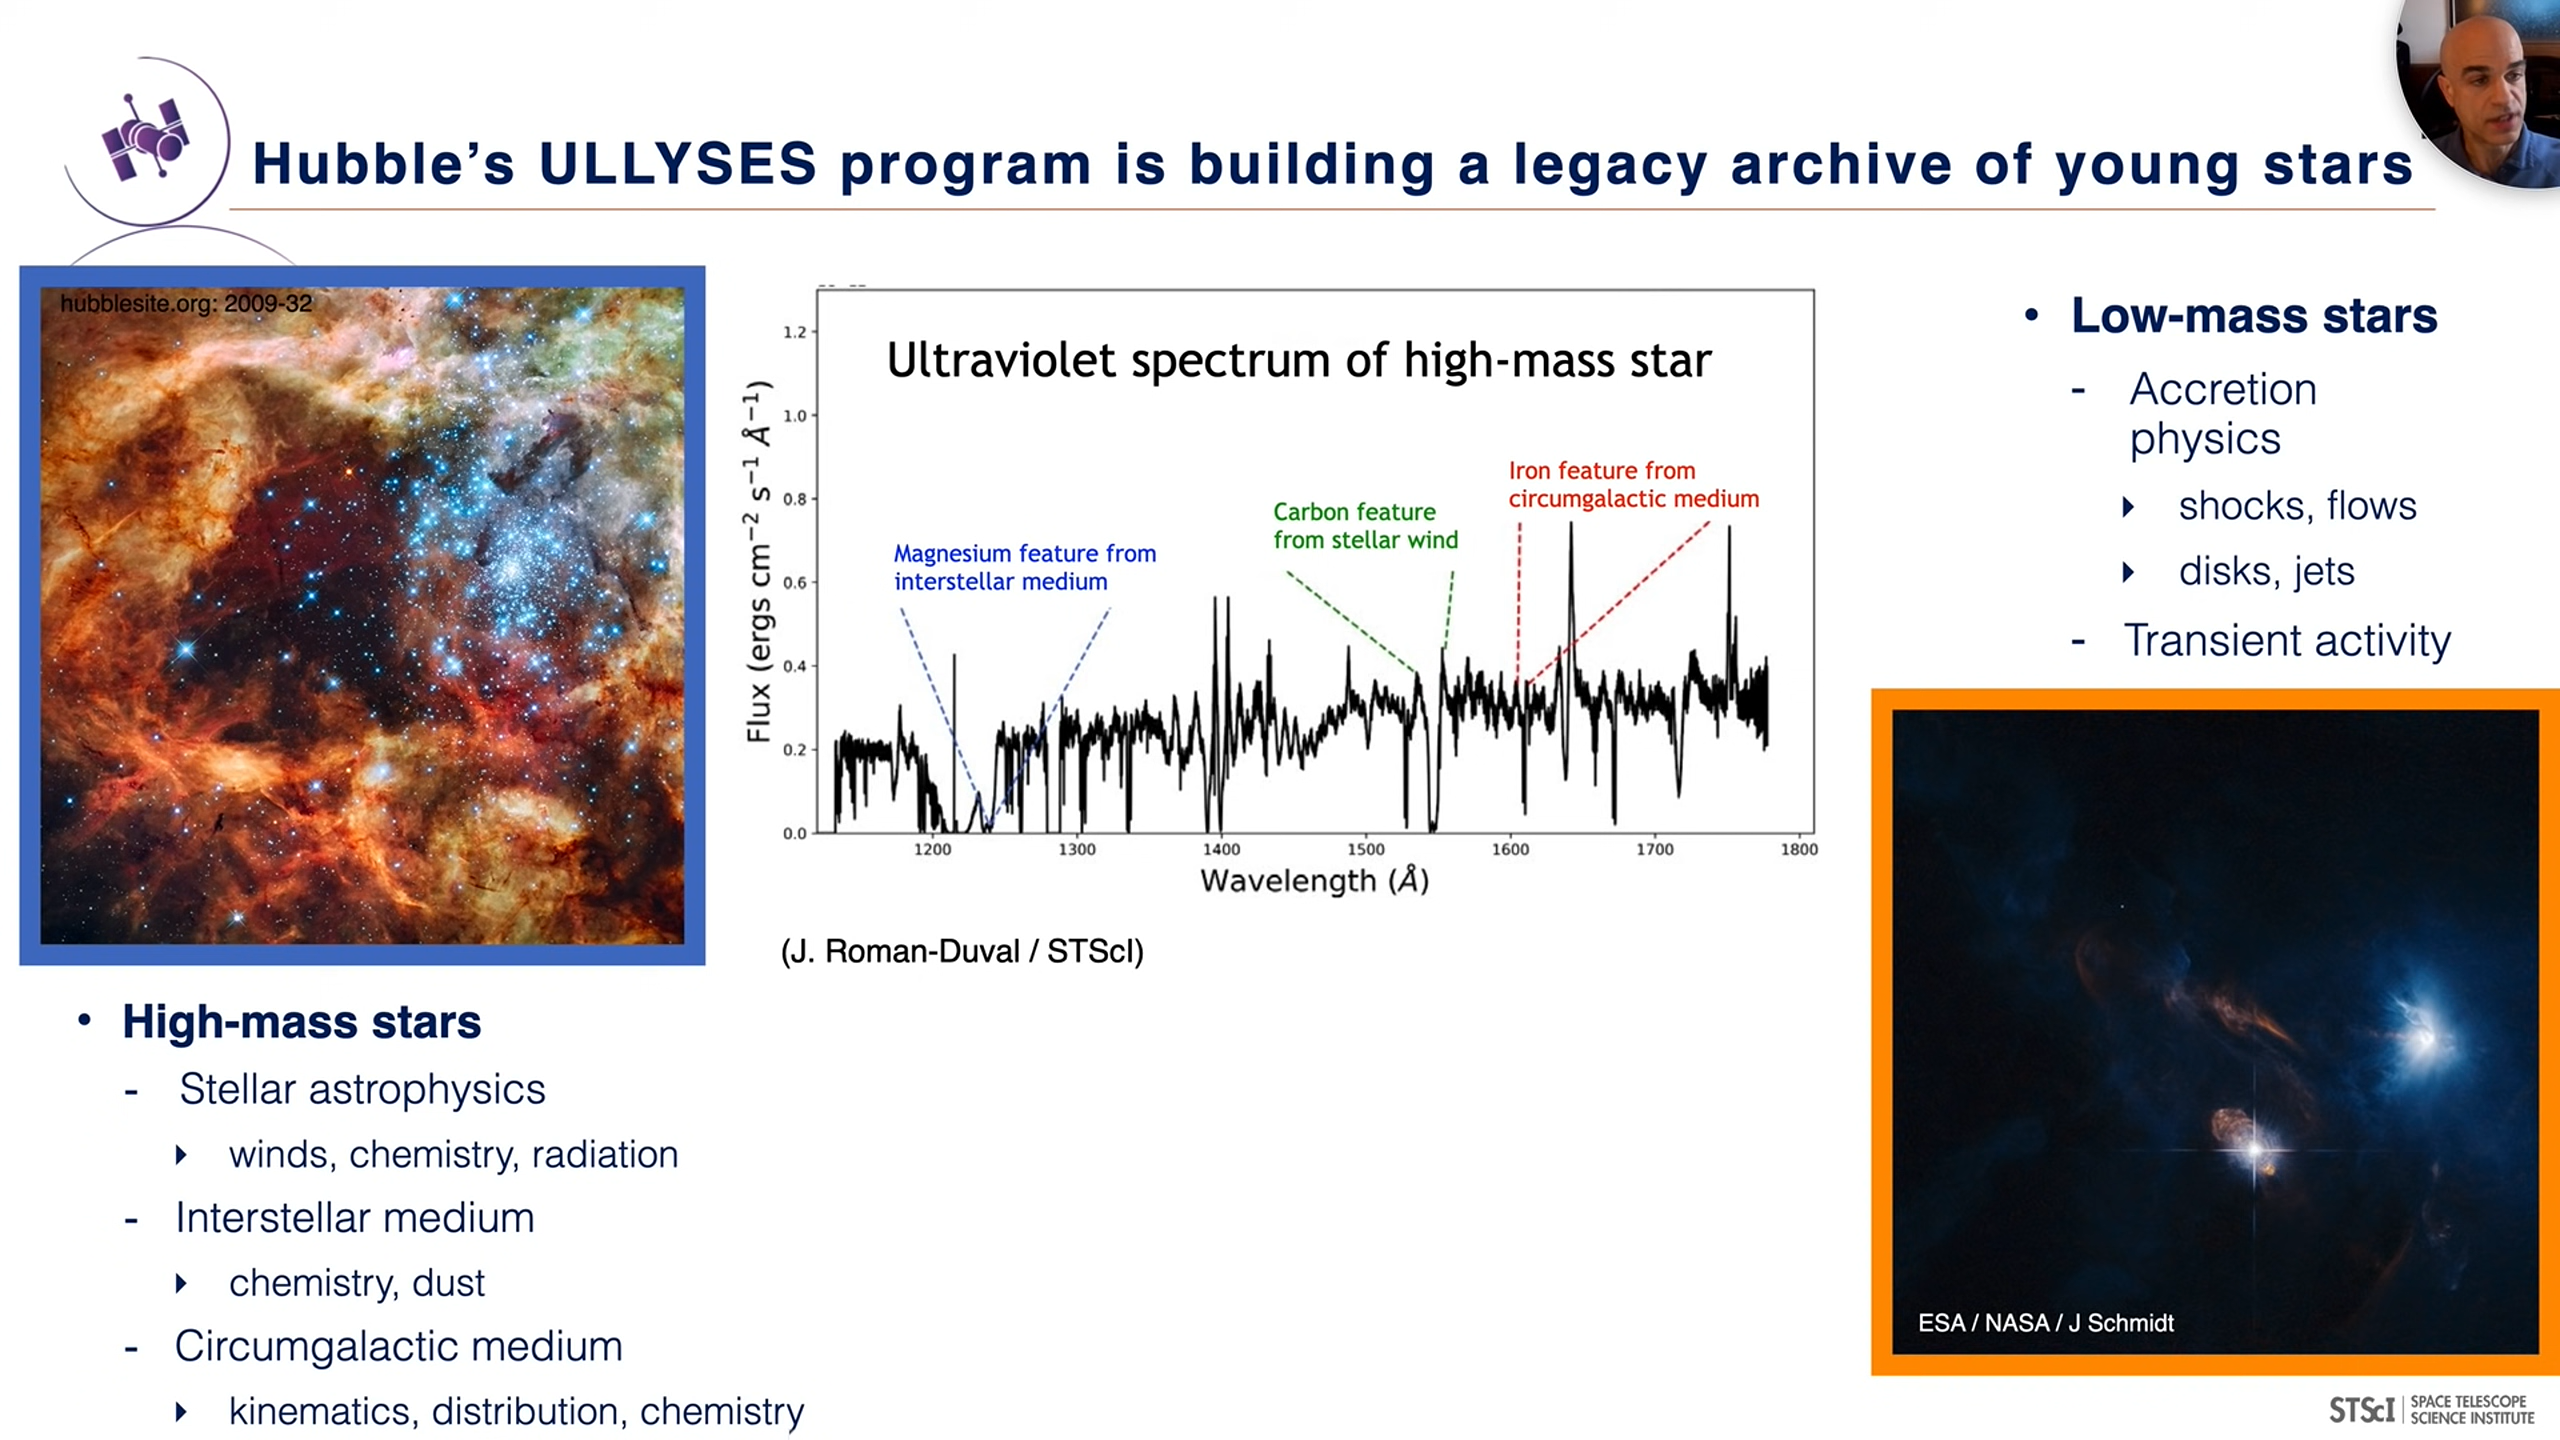 Hubble’s ULLYSES program is building a legacy archive of young stars
hubblesite.org: 2009-32
Ultraviolet spectrum of high-mass star
Flux (ergs cm⁻² s⁻¹ Å⁻¹)
1.2
1.0
0.8
0.6
0.4
0.2
0.0
Magnesium feature from
interstellar medium
Carbon feature
from stellar wind
Iron feature from
circumgalactic medium
1200 1300 1400 1500 1600 1700 1800
Wavelength (Å)
(J. Roman-Duval / STScI)
• High-mass stars
- Stellar astrophysics
‣ winds, chemistry, radiation
- Interstellar medium
‣ chemistry, dust
- Circumgalactic medium
‣ kinematics, distribution, chemistry
• Low-mass stars
- Accretion
physics
‣ shocks, flows
‣ disks, jets
- Transient activity
ESA / NASA / J Schmidt
STScI | SPACE TELESCOPE
SCIENCE INSTITUTE